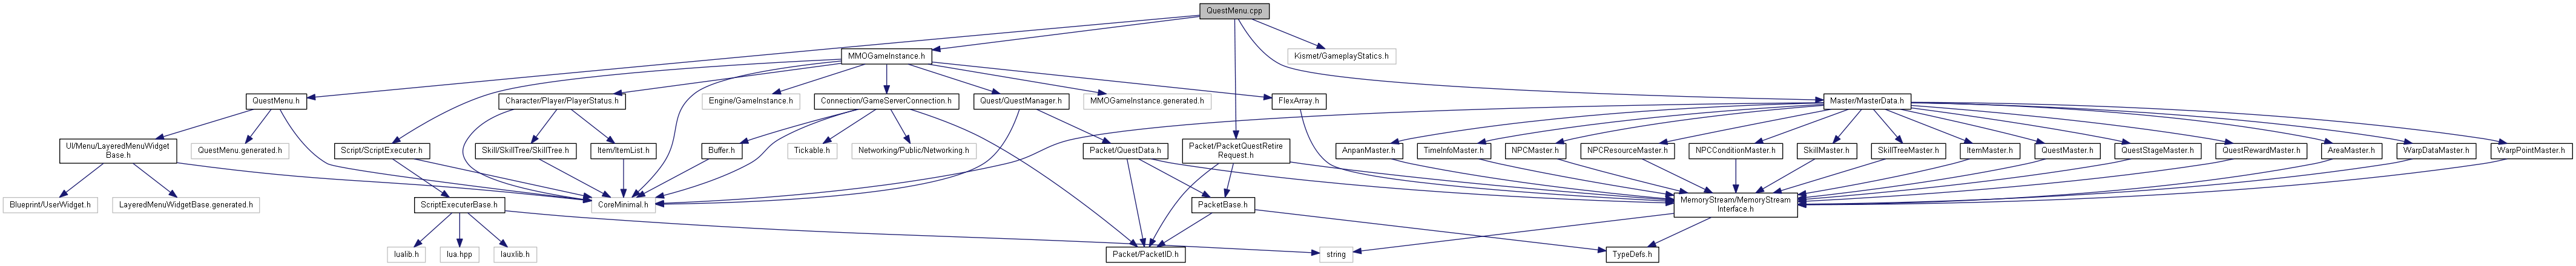 QuestMenu.cpp
MMOGameInstance.h
Kismet/GameplayStatics.h
QuestMenu.h
Character/Player/PlayerStatus.h
Engine/GameInstance.h
Connection/GameServerConnection.h
Quest/QuestManager.h
MMOGameInstance.generated.h
FlexArray.h
Master/MasterData.h
UI/Menu/LayeredMenuWidget
Base.h
QuestMenu.generated.h
Script/ScriptExecuter.h
Skill/SkillTree/SkillTree.h
Item/ItemList.h
Buffer.h
Tickable.h
Networking/Public/Networking.h
Packet/QuestData.h
Packet/PacketQuestRetire
Request.h
AnpanMaster.h
TimeInfoMaster.h
NPCMaster.h
NPCResourceMaster.h
NPCConditionMaster.h
SkillMaster.h
SkillTreeMaster.h
ItemMaster.h
QuestMaster.h
QuestStageMaster.h
QuestRewardMaster.h
AreaMaster.h
WarpDataMaster.h
WarpPointMaster.h
Blueprint/UserWidget.h
LayeredMenuWidgetBase.generated.h
ScriptExecuterBase.h
CoreMinimal.h
PacketBase.h
MemoryStream/MemoryStream
Interface.h
lualib.h
lua.hpp
lauxlib.h
string
Packet/PacketID.h
TypeDefs.h